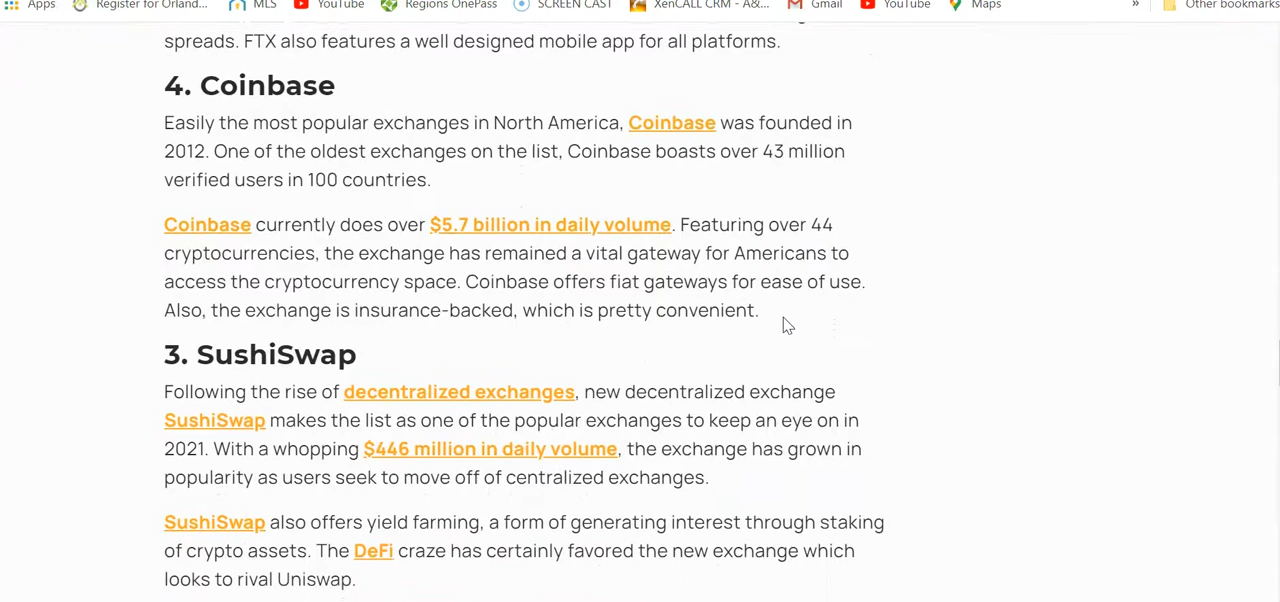 Apps Register for Orland... MLS YouTube Regions OnePass SCREEN CAST XenCALL CRM - A&... Gmail YouTube Maps » Other bookmarks
spreads. FTX also features a well designed mobile app for all platforms.
4. Coinbase
Easily the most popular exchanges in North America, Coinbase was founded in
2012. One of the oldest exchanges on the list, Coinbase boasts over 43 million
verified users in 100 countries.
Coinbase currently does over $5.7 billion in daily volume. Featuring over 44
cryptocurrencies, the exchange has remained a vital gateway for Americans to
access the cryptocurrency space. Coinbase offers fiat gateways for ease of use.
Also, the exchange is insurance-backed, which is pretty convenient.
3. SushiSwap
Following the rise of decentralized exchanges, new decentralized exchange
SushiSwap makes the list as one of the popular exchanges to keep an eye on in
2021. With a whopping $446 million in daily volume, the exchange has grown in
popularity as users seek to move off of centralized exchanges.
SushiSwap also offers yield farming, a form of generating interest through staking
of crypto assets. The DeFi craze has certainly favored the new exchange which
looks to rival Uniswap.